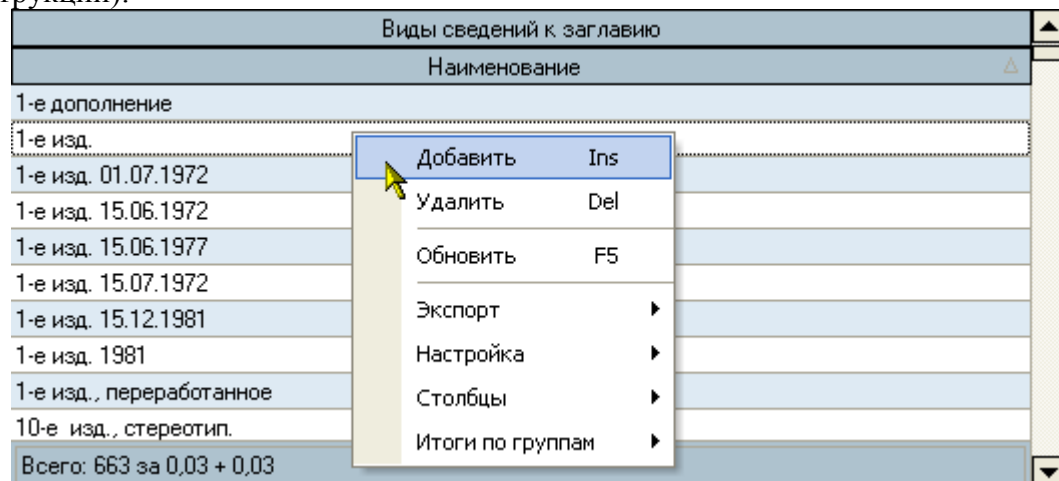 трукции).
Виды сведений к заглавию
Наименование
1-е дополнение
1-е изд.
1-е изд. 01.07.1972
1-е изд. 15.06.1972
1-е изд. 15.06.1977
1-е изд. 15.07.1972
1-е изд. 15.12.1981
1-е изд. 1981
1-е изд., переработанное
10-е изд., стереотип.
Всего: 663 за 0,03 + 0,03
Добавить Ins
Удалить Del
Обновить F5
Экспорт
Настройка
Столбцы
Итоги по группам